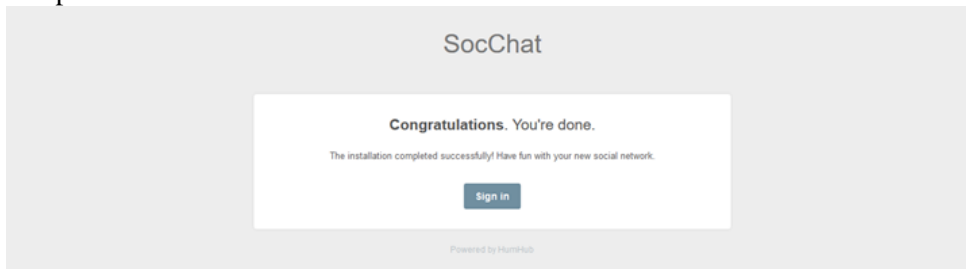 SocChat
Congratulations. You're done.
The installation completed successfully! Have fun with your new social network.
Sign in
Powered by HumHub